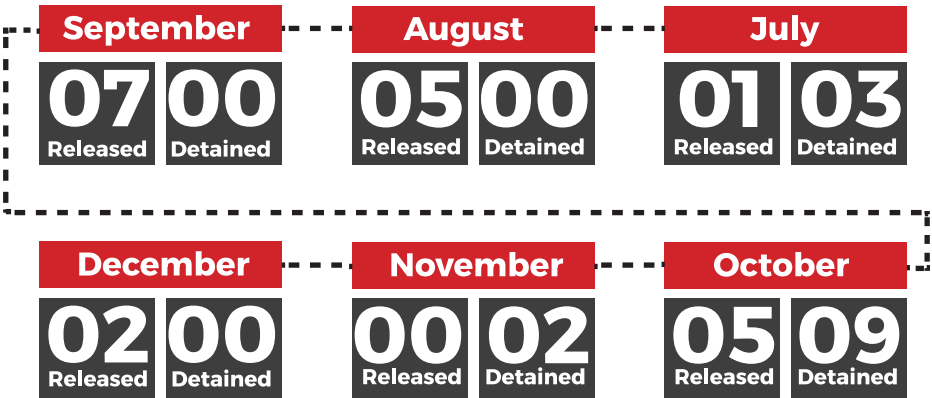 September
August
July
07
00
05
00
01
03
Released
Detained
Released
Detained
Released
Detained
December
November
October
02
00
00
02
05
09
Released
Detained
Released
Detained
Released
Detained